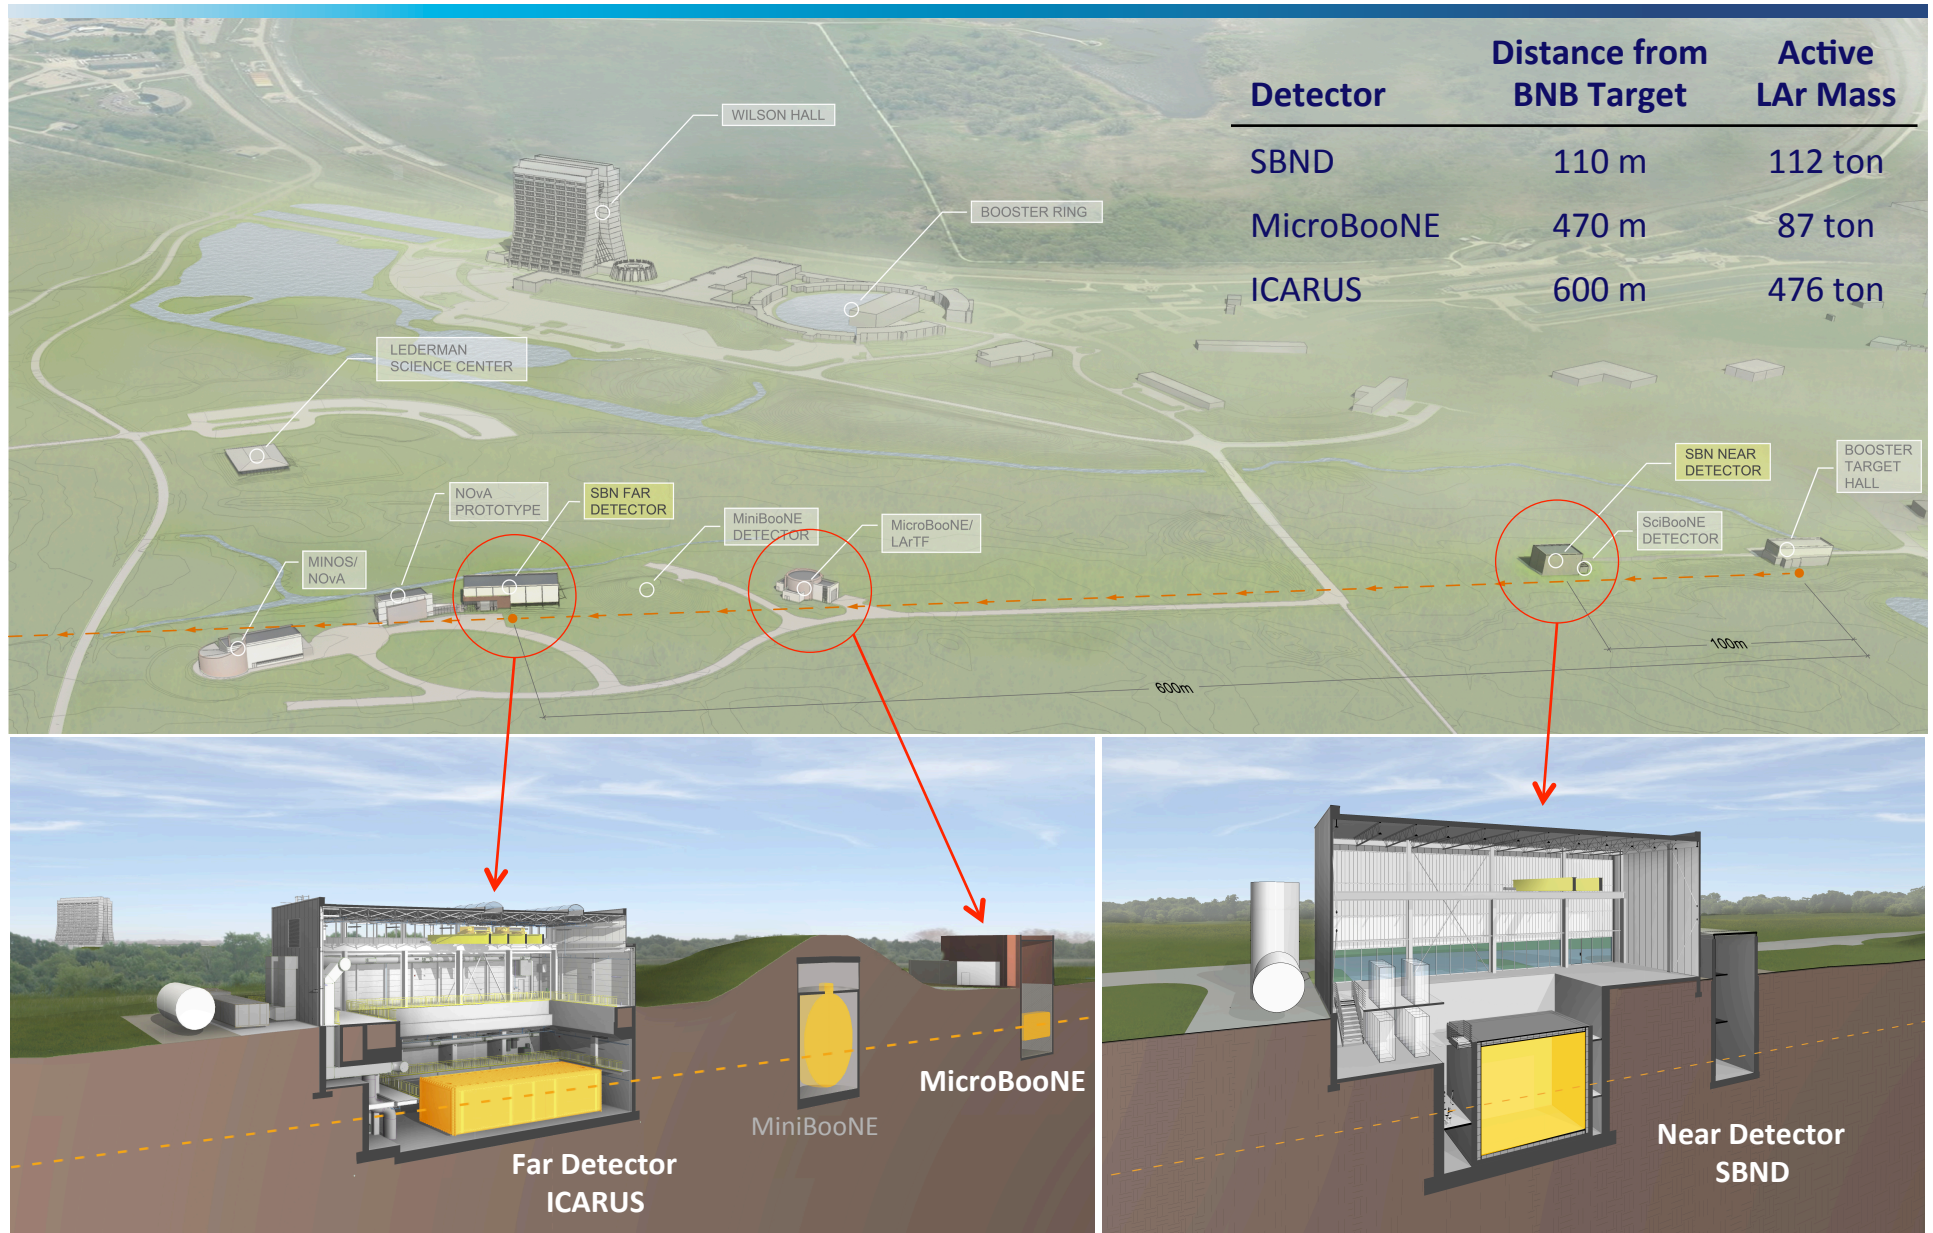 Distance from Active
Detector BNB Target LAr Mass
SBND 110 m 112 ton
MicroBooNE 470 m 87 ton
ICARUS 600 m 476 ton
WILSON HALL
BOOSTER RING
LEDERMAN
SCIENCE CENTER
NOvA
PROTOTYPE
SBN FAR
DETECTOR
MiniBooNE
DETECTOR
MicroBooNE/
LArTF
SBN NEAR
DETECTOR
BOOSTER
TARGET
HALL
SciBooNE
DETECTOR
MINOS/
NOvA
100m
600m
MicroBooNE
MiniBooNE
Far Detector
ICARUS
Near Detector
SBND